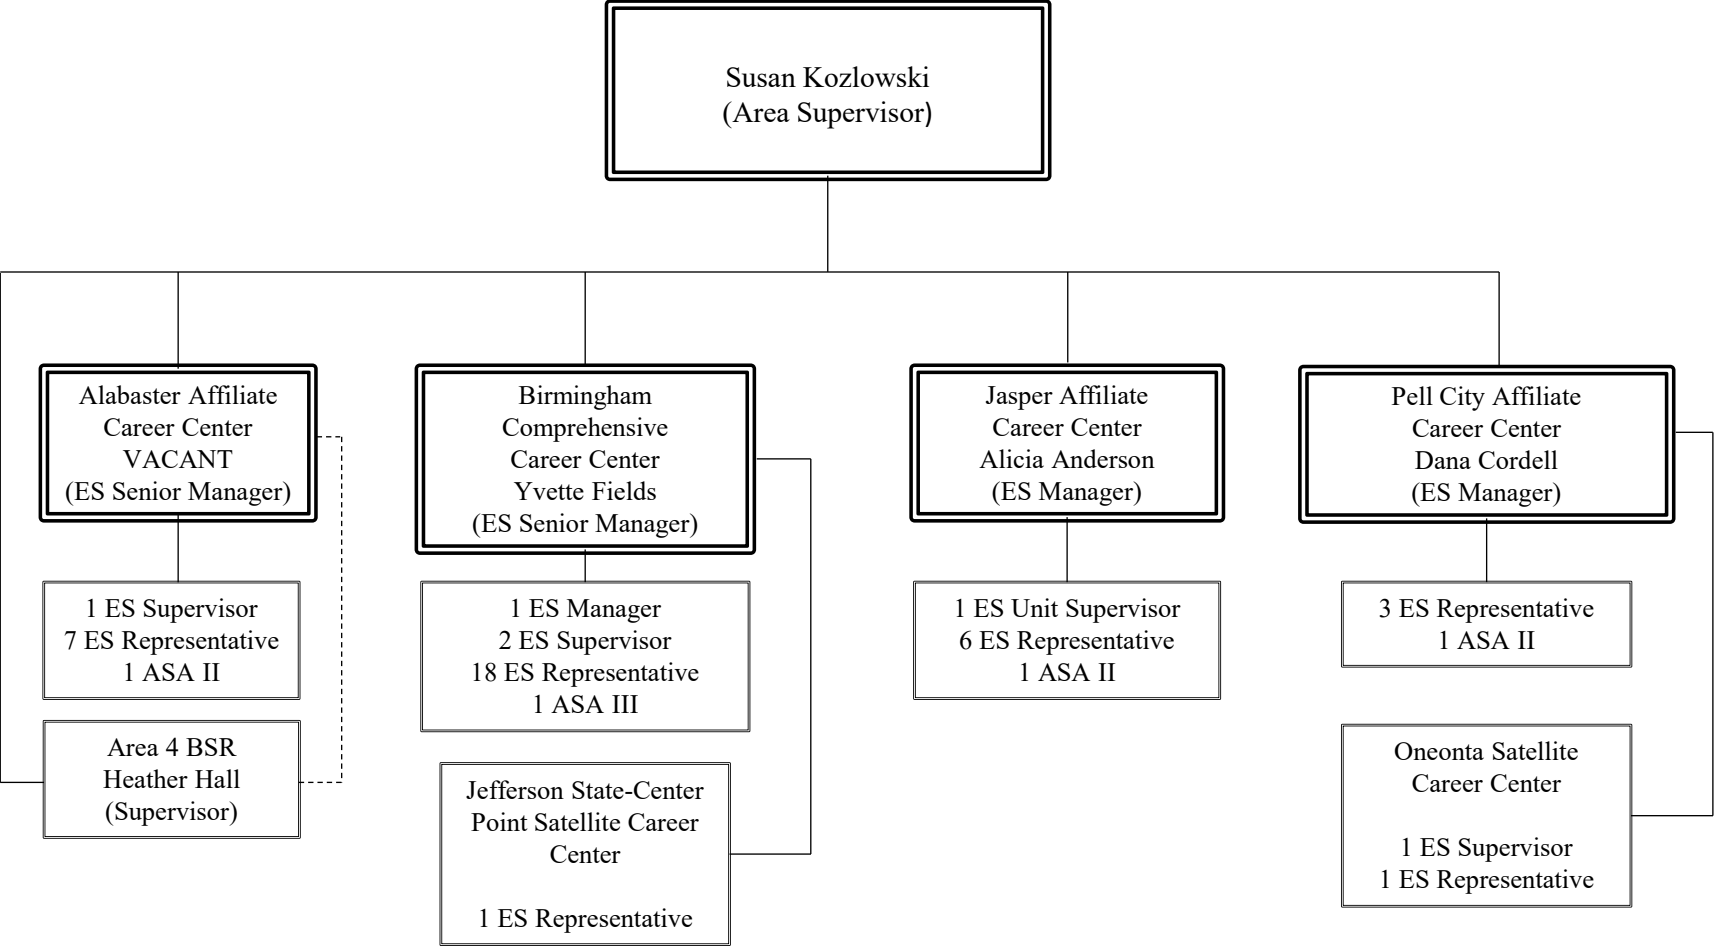 Susan Kozlowski
(Area Supervisor)
Alabaster Affiliate
Career Center
VACANT
(ES Senior Manager)
1 ES Supervisor
7 ES Representative
1 ASA II
Area 4 BSR
Heather Hall
(Supervisor)
Birmingham
Comprehensive
Career Center
Yvette Fields
(ES Senior Manager)
1 ES Manager
2 ES Supervisor
18 ES Representative
1 ASA III
Jefferson State-Center
Point Satellite Career
Center
1 ES Representative
Jasper Affiliate
Career Center
Alicia Anderson
(ES Manager)
1 ES Unit Supervisor
6 ES Representative
1 ASA II
Pell City Affiliate
Career Center
Dana Cordell
(ES Manager)
3 ES Representative
1 ASA II
Oneonta Satellite
Career Center
1 ES Supervisor
1 ES Representative